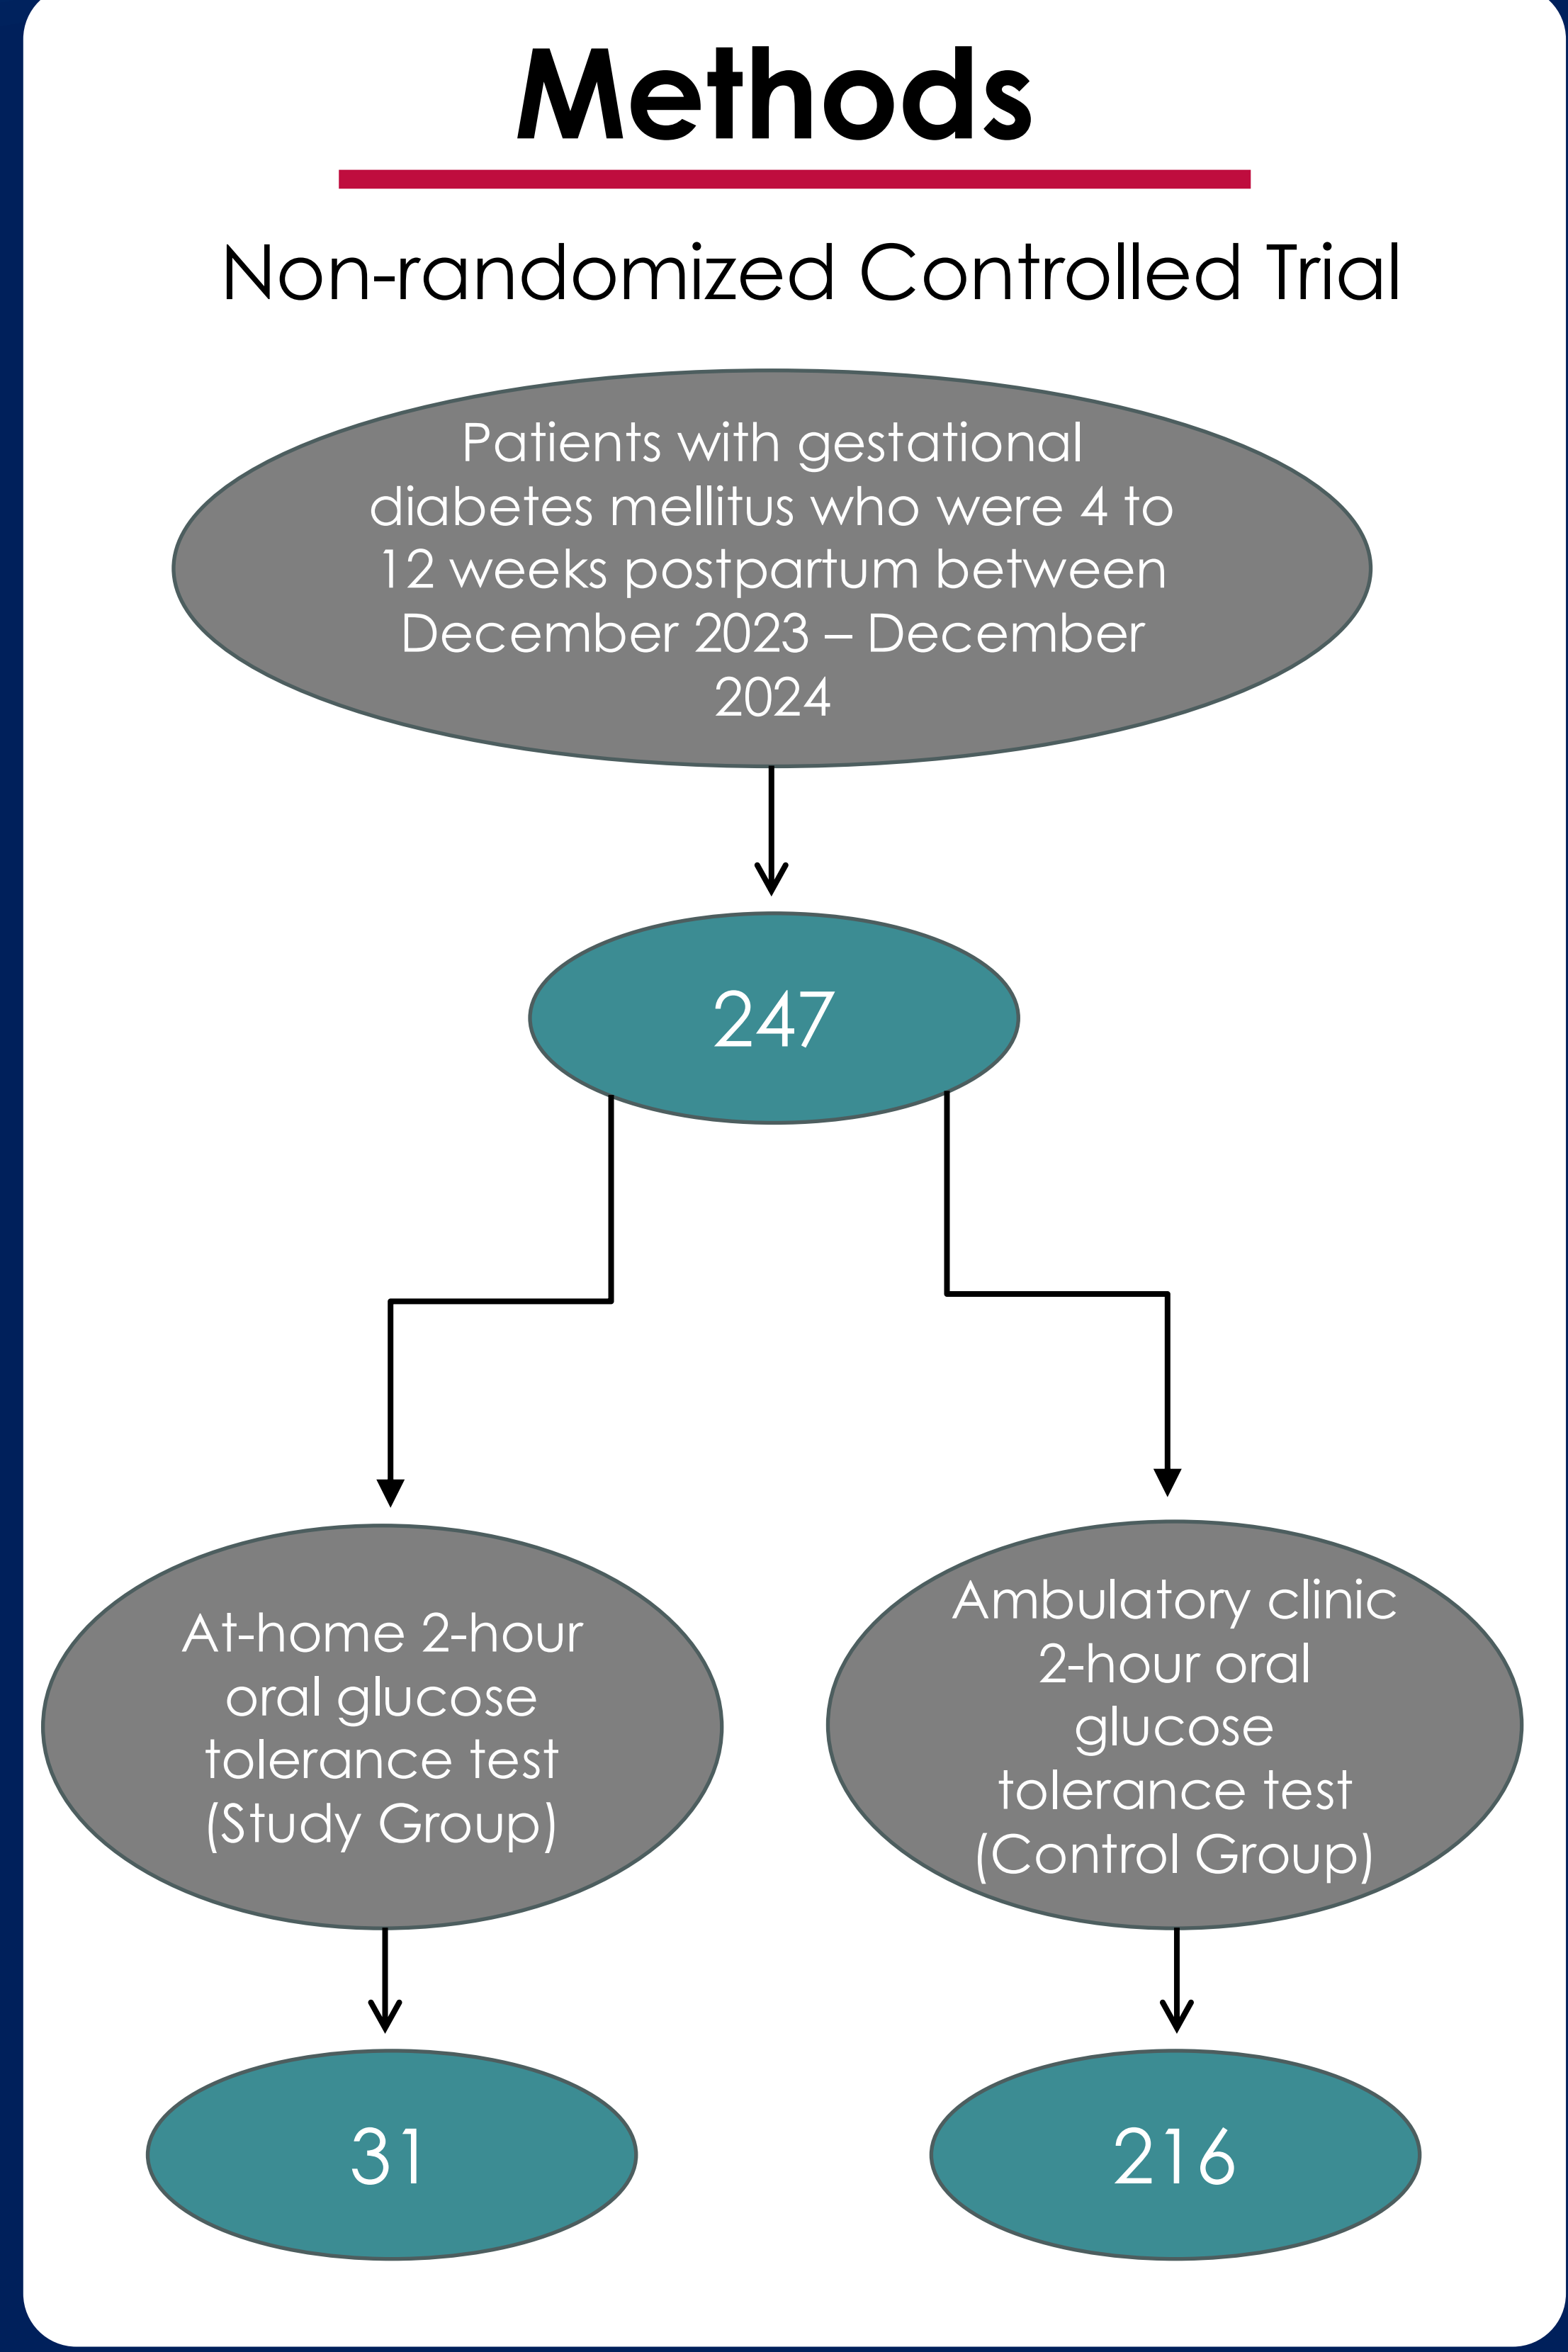 Methods
Non-randomized Controlled Trial
Patients with gestational
diabetes mellitus who were 4 to
12 weeks postpartum between
December 2023 – December
2024
247
At-home 2-hour
oral glucose
tolerance test
(Study Group)
Ambulatory clinic
2-hour oral
glucose
tolerance test
(Control Group)
31
216